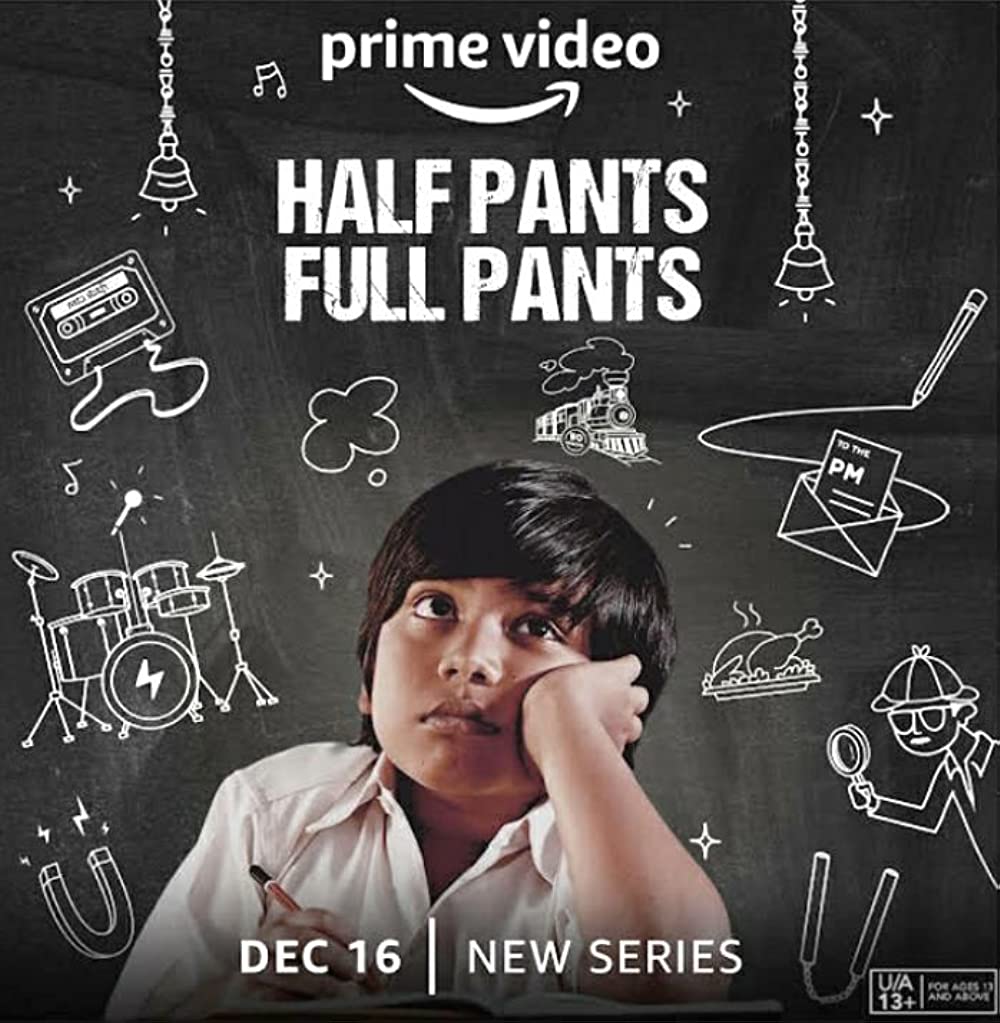 prime video
HALF PANTS
FULL PANTS
TO THE
PM
80
DEC 16 | NEW SERIES
U/A
13+
FOR AGES 13
AND ABOVE